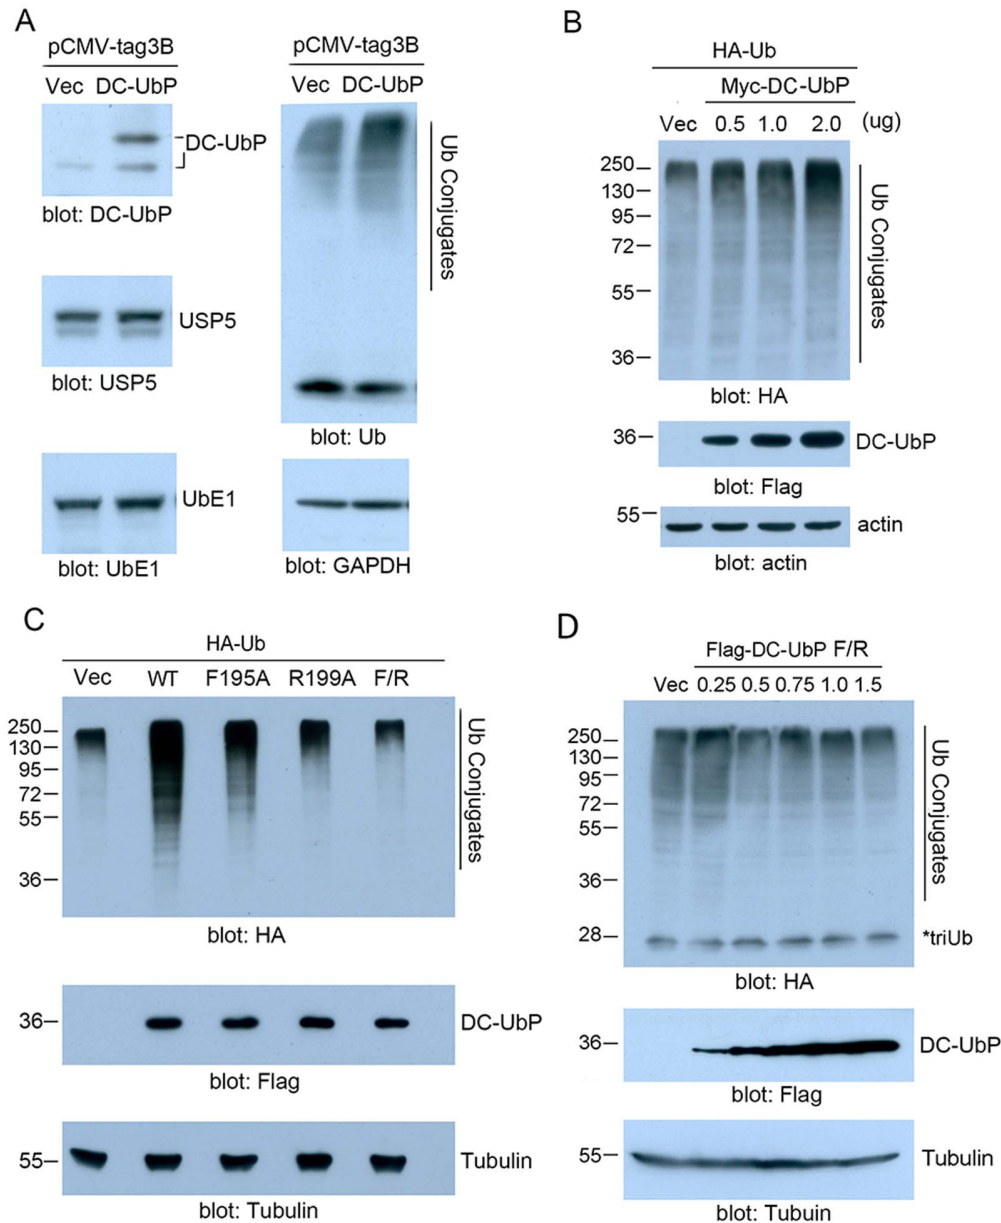 A
pCMV-tag3B
Vec DC-UbP
DC-UbP
blot: DC-UbP
USP5
blot: USP5
UbE1
blot: UbE1
pCMV-tag3B
Vec DC-UbP
Ub Conjugates
blot: Ub
blot: GAPDH
B
HA-Ub
Myc-DC-UbP
Vec 0.5 1.0 2.0 (ug)
250
130
95
72
55
36
Ub Conjugates
blot: HA
36
DC-UbP
blot: Flag
55
actin
blot: actin
C
HA-Ub
Vec WT F195A R199A F/R
250
130
95
72
55
36
Ub Conjugates
blot: HA
36
DC-UbP
blot: Flag
55
Tubulin
blot: Tubulin
D
Flag-DC-UbP F/R
Vec 0.25 0.5 0.75 1.0 1.5
250
130
95
72
55
36
28
Ub Conjugates
*triUb
blot: HA
36
DC-UbP
blot: Flag
55
Tubulin
blot: Tubuin